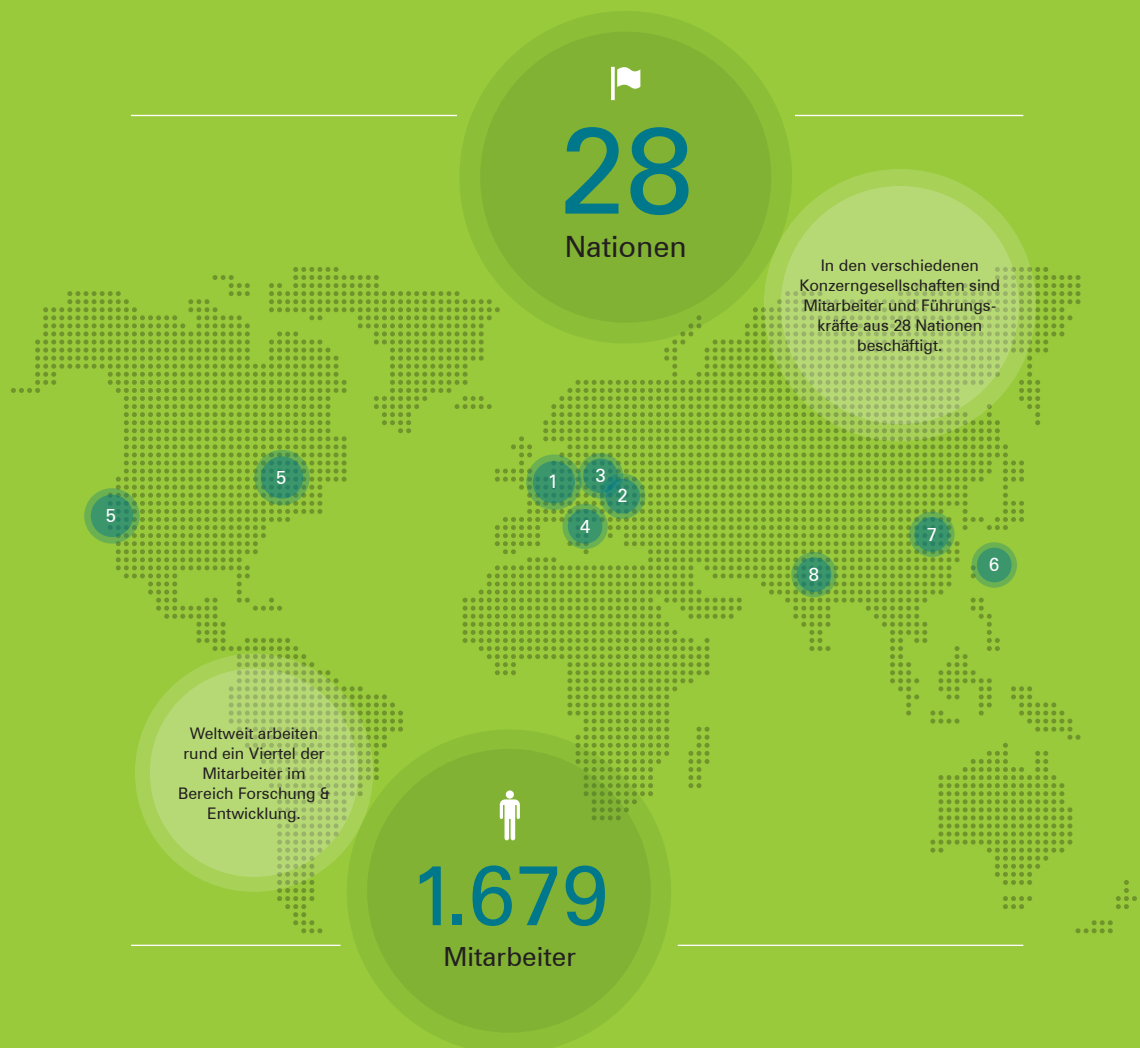 28
Nationen
In den verschiedenen
Konzerngesellschaften sind
Mitarbeiter und Führungs-
kräfte aus 28 Nationen
beschäftigt.
5
5
1
3
2
4
7
6
8
Weltweit arbeiten
rund ein Viertel der
Mitarbeiter im
Bereich Forschung &
Entwicklung.
1.679
Mitarbeiter